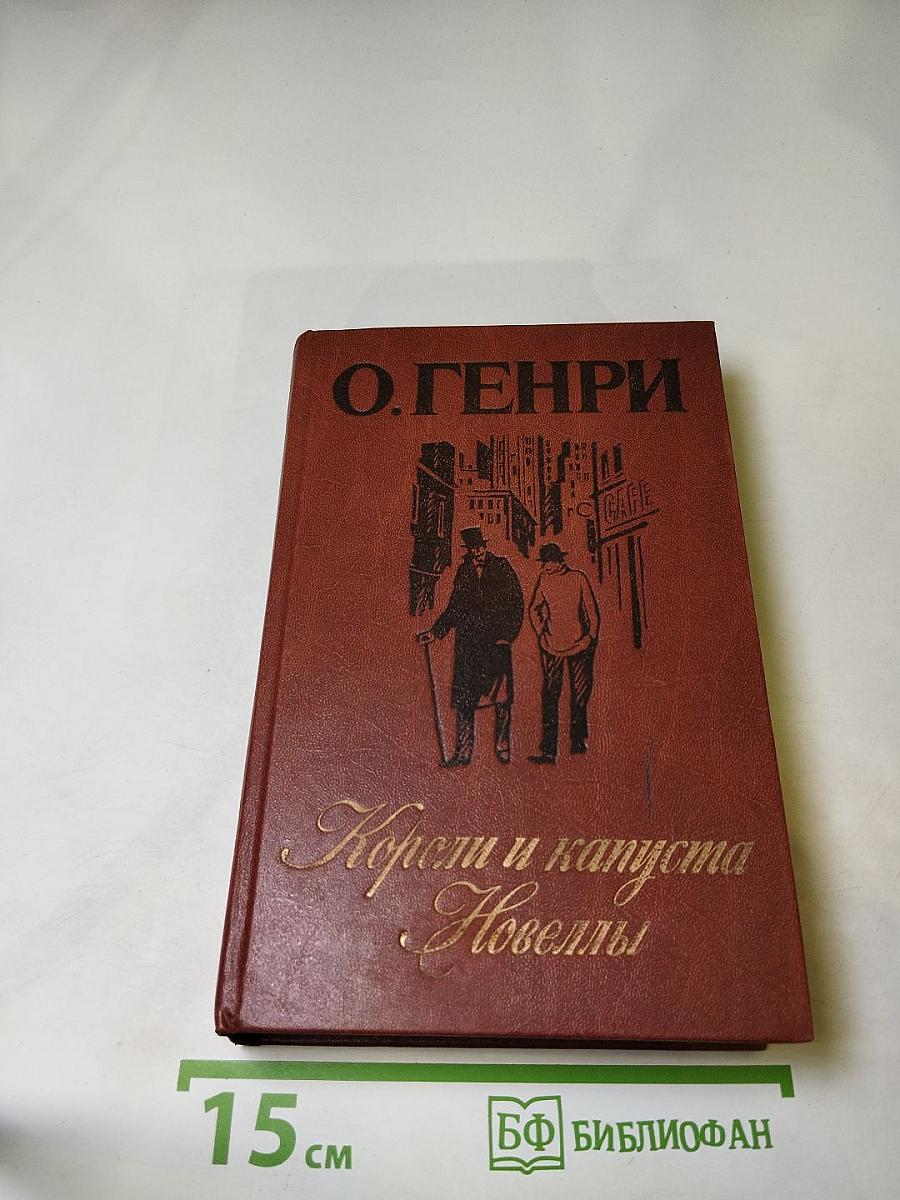 О. ГЕНРИ
CAFE
Короли и капуста
Новеллы
15 см
БФ БИБЛИОФАН